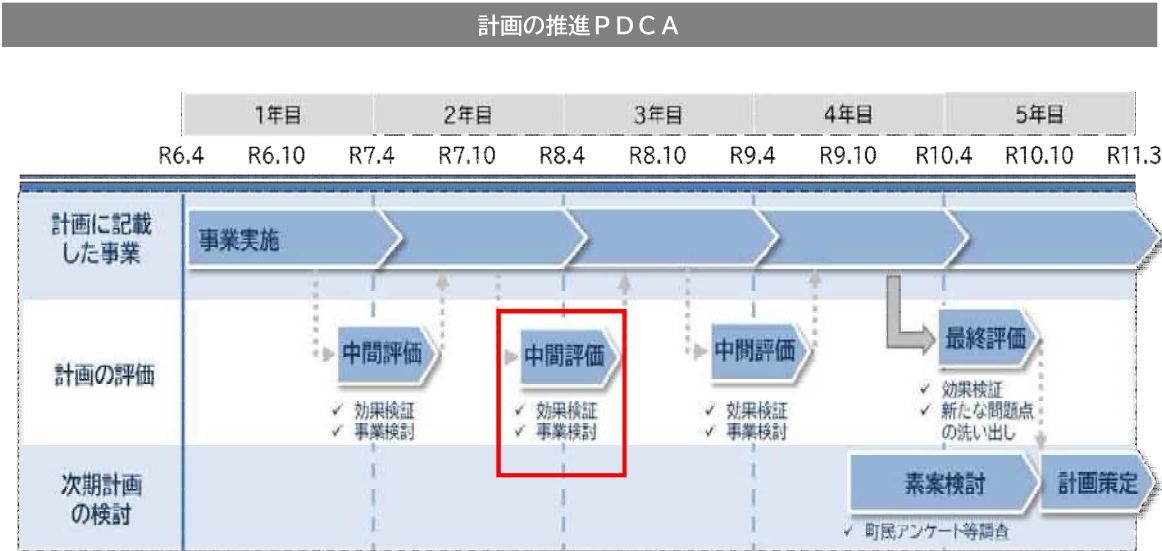 計画の推進ＰＤＣＡ
1年目 2年目 3年目 4年目 5年目
R6.4 R6.10 R7.4 R7.10 R8.4 R8.10 R9.4 R9.10 R10.4 R10.10 R11.3
計画に記載
した事業
事業実施
計画の評価
中間評価 中間評価 中間評価 最終評価
✓ 効果検証 ✓ 効果検証 ✓ 効果検証 ✓ 効果検証
✓ 事業検討 ✓ 事業検討 ✓ 事業検討 ✓ 新たな問題点
の洗い出し
次期計画
の検討
素案検討 計画策定
✓ 町民アンケート等調査